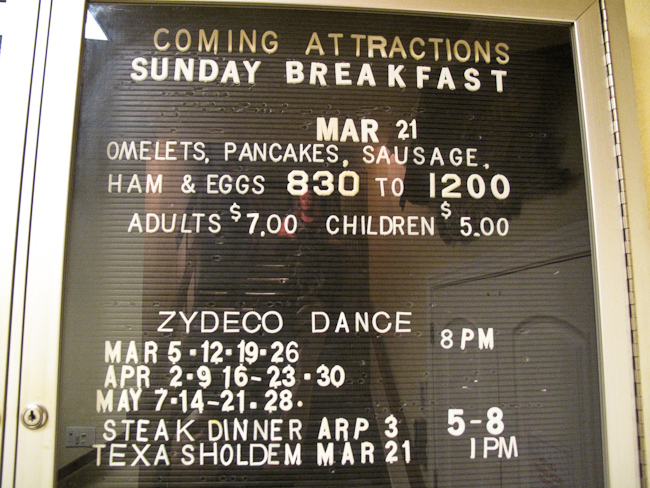 COMING ATTRACTIONS
SUNDAY BREAKFAST
MAR 21
OMELETS, PANCAKES, SAUSAGE,
HAM & EGGS 830 TO 1200
ADULTS $7.00 CHILDREN $5.00
ZYDECO DANCE 8PM
MAR 5-12-19-26
APR 2-9 16-23-30
MAY 7-14-21-28.
STEAK DINNER ARP 3 5-8
TEXA SHOLDEM MAR 21 1PM